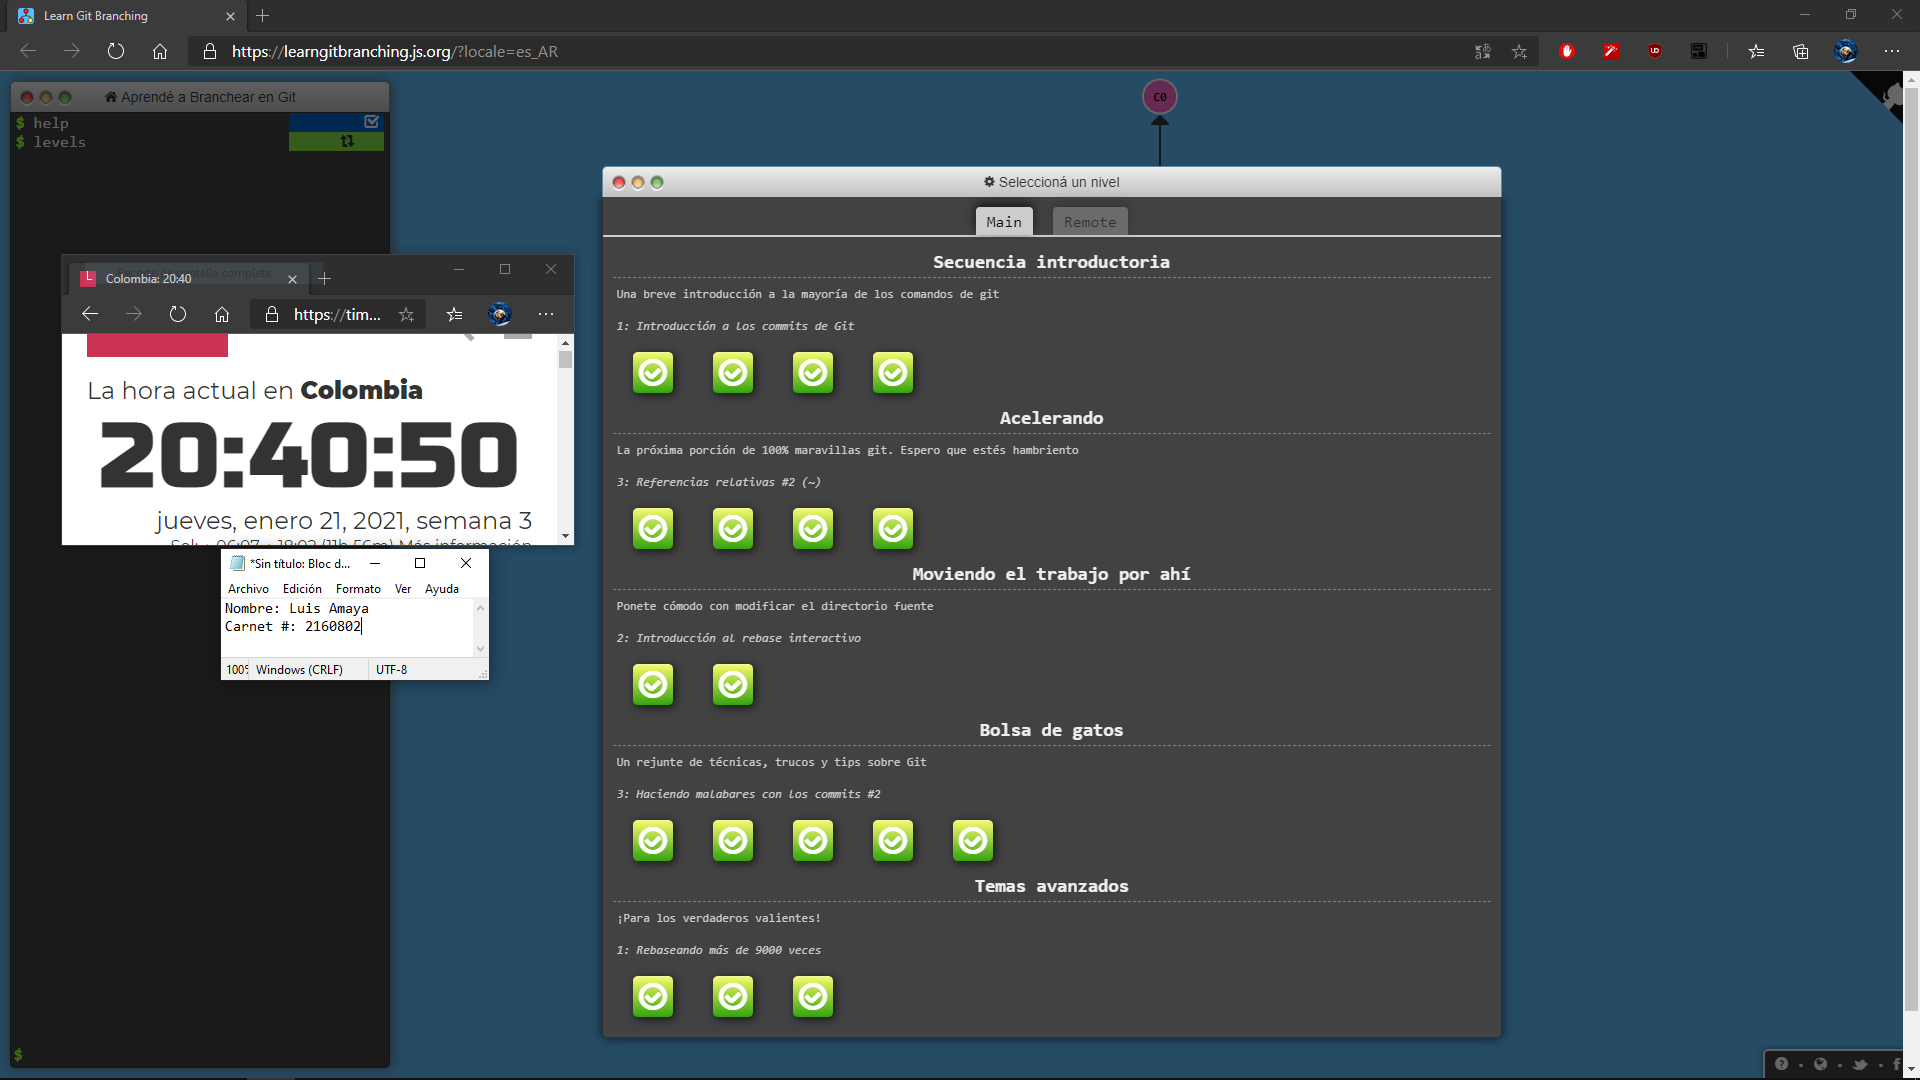 Learn Git Branching
https://learngitbranching.js.org/?locale=es_AR
Aprendé a Branchear en Git
$ help
$ levels
$
C0
Colombia: 20:40
https://tim...
La hora actual en Colombia
20:40:50
jueves, enero 21, 2021, semana 3
*Sin título: Bloc d...
Archivo Edición Formato Ver Ayuda
Nombre: Luis Amaya
Carnet #: 2160802
100% Windows (CRLF) UTF-8
Seleccioná un nivel
Main Remote
Secuencia introductoria
Una breve introducción a la mayoría de los comandos de git
1: Introducción a los commits de Git
Acelerando
La próxima porción de 100% maravillas git. Espero que estés hambriento
3: Referencias relativas #2 (~)
Moviendo el trabajo por ahí
Ponete cómodo con modificar el directorio fuente
2: Introducción al rebase interactivo
Bolsa de gatos
Un rejunte de técnicas, trucos y tips sobre Git
3: Haciendo malabares con los commits #2
Temas avanzados
¡Para los verdaderos valientes!
1: Rebaseando más de 9000 veces